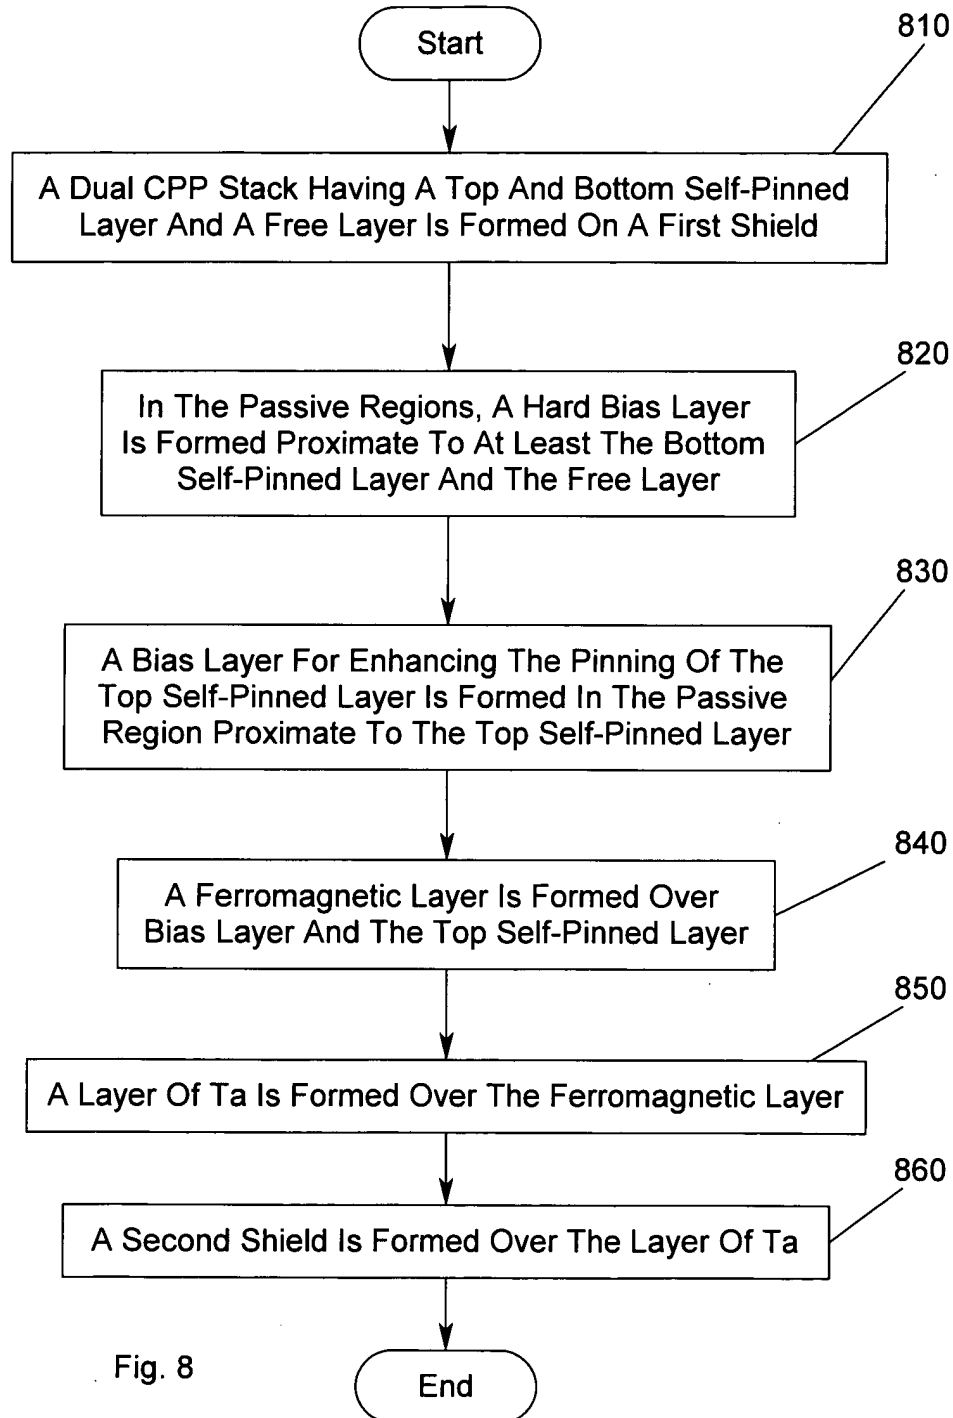 Start
810
A Dual CPP Stack Having A Top And Bottom Self-Pinned
Layer And A Free Layer Is Formed On A First Shield
820
In The Passive Regions, A Hard Bias Layer
Is Formed Proximate To At Least The Bottom
Self-Pinned Layer And The Free Layer
830
A Bias Layer For Enhancing The Pinning Of The
Top Self-Pinned Layer Is Formed In The Passive
Region Proximate To The Top Self-Pinned Layer
840
A Ferromagnetic Layer Is Formed Over
Bias Layer And The Top Self-Pinned Layer
850
A Layer Of Ta Is Formed Over The Ferromagnetic Layer
860
A Second Shield Is Formed Over The Layer Of Ta
Fig. 8
End